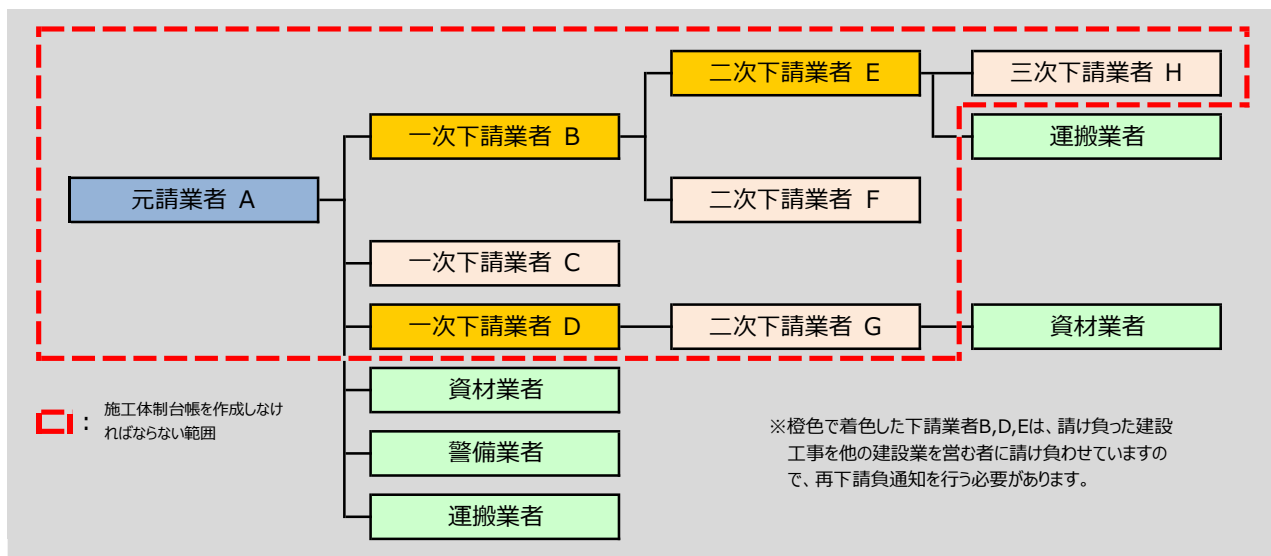 二次下請業者 E
三次下請業者 H
一次下請業者 B
運搬業者
元請業者 A
二次下請業者 F
一次下請業者 C
一次下請業者 D
二次下請業者 G
資材業者
資材業者
: 施工体制台帳を作成しなけ
ればならない範囲
※橙色で着色した下請業者B,D,Eは、請け負った建設
工事を他の建設業を営む者に請け負わせていますの
で、再下請負通知を行う必要があります。
警備業者
運搬業者